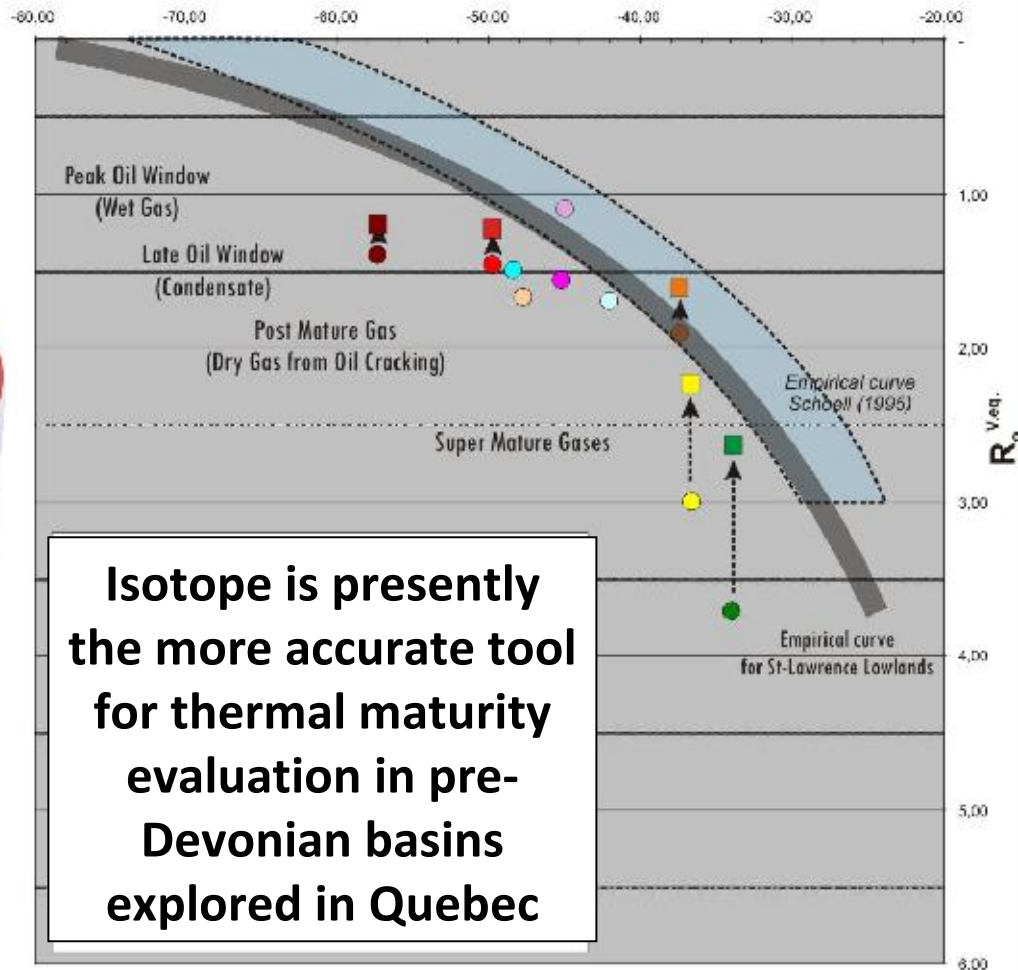 -80,00 -70,00 -60,00 -50,00 -40,00 -30,00 -20,00
-
Peak Oil Window
(Wet Gas)
1,00
Late Oil Window
(Condensate)
Post Mature Gas
(Dry Gas from Oil Cracking)
2,00
Empirical curve
Schoell (1995)
Super Mature Gases
Ro V.eq.
3,00
Isotope is presently
the more accurate tool
for thermal maturity
evaluation in pre-
Devonian basins
explored in Quebec
Empirical curve
for St-Lawrence Lowlands
4,00
5,00
6,00